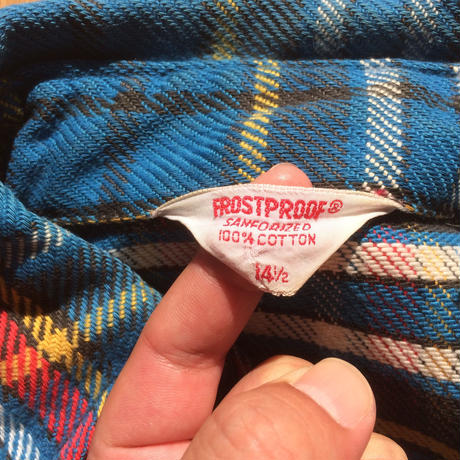 FROSTPROOF®
SANFORIZED
100% COTTON
14½